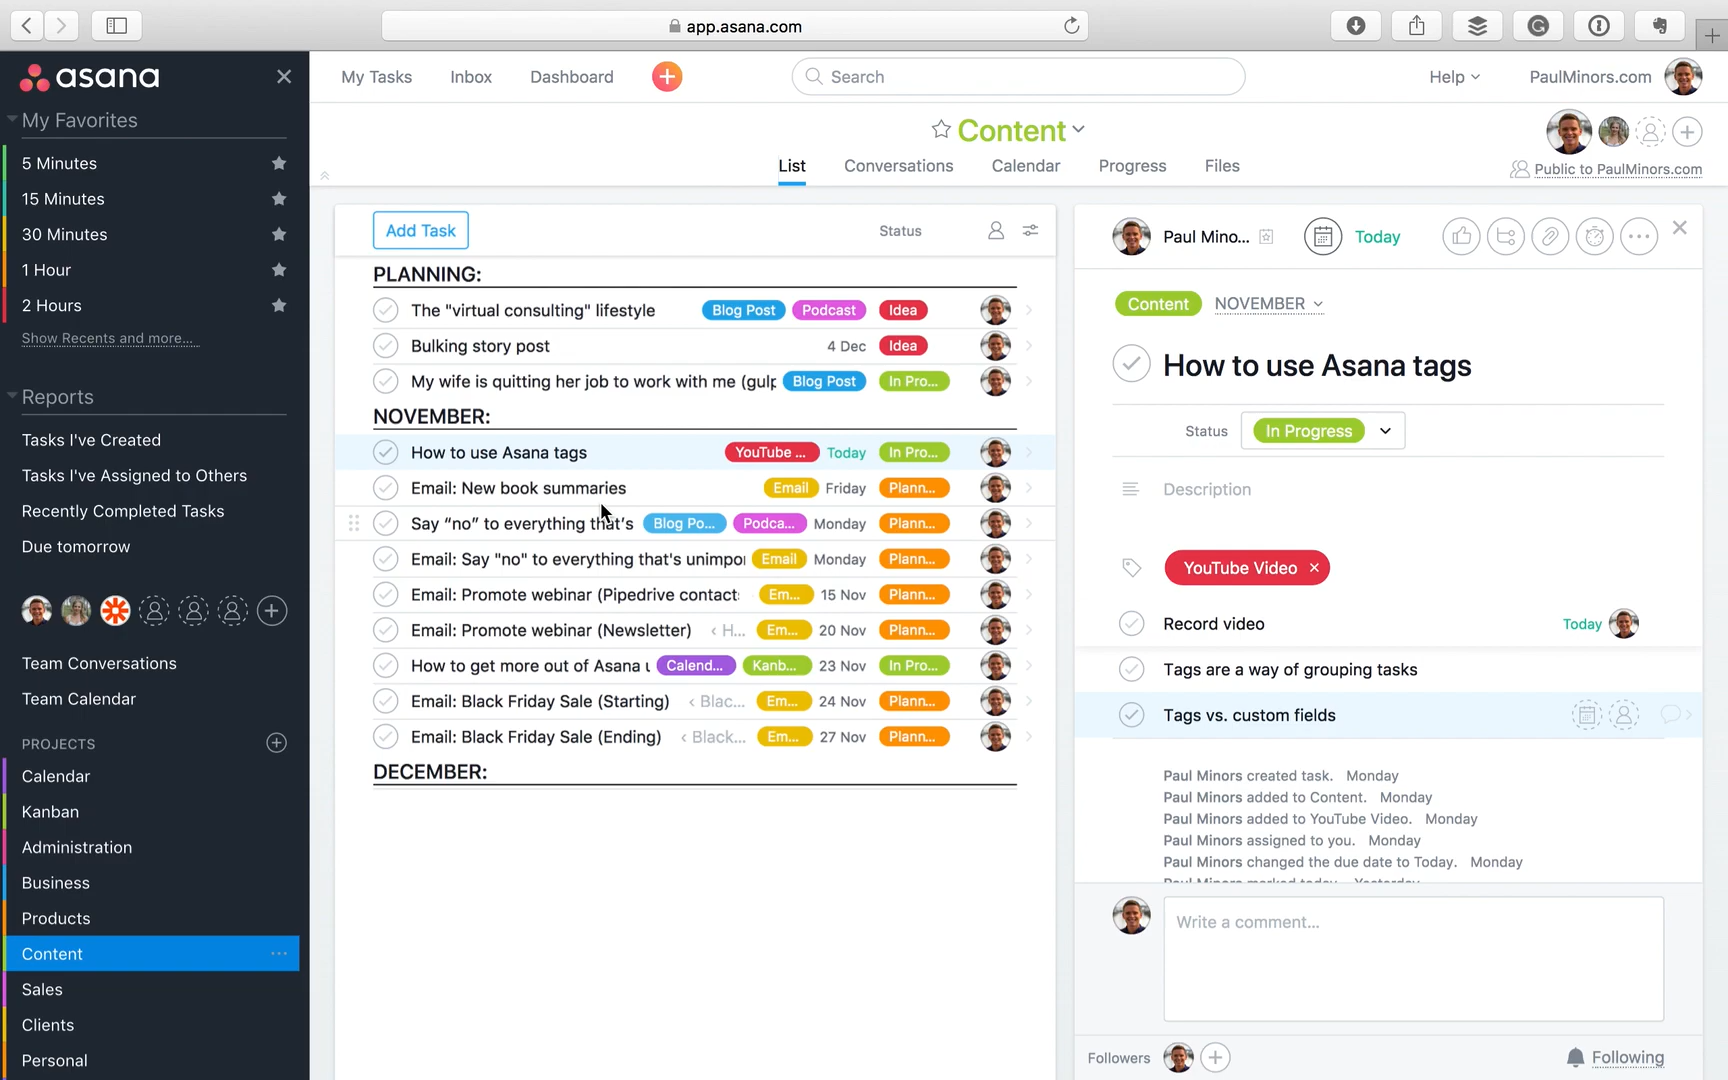 app.asana.com
asana
My Tasks Inbox Dashboard
Search
Help
PaulMinors.com
My Favorites
5 Minutes
15 Minutes
30 Minutes
1 Hour
2 Hours
Show Recents and more...
Reports
Tasks I've Created
Tasks I've Assigned to Others
Recently Completed Tasks
Due tomorrow
Team Conversations
Team Calendar
PROJECTS
Calendar
Kanban
Administration
Business
Products
Content
Sales
Clients
Personal
Content
List Conversations Calendar Progress Files
Public to PaulMinors.com
Add Task Status
PLANNING:
The "virtual consulting" lifestyle Blog Post Podcast Idea
Bulking story post 4 Dec Idea
My wife is quitting her job to work with me (gulp Blog Post In Pro...
NOVEMBER:
How to use Asana tags YouTube ... Today In Pro...
Email: New book summaries Email Friday Plann...
Say “no” to everything that's Blog Po... Podca... Monday Plann...
Email: Say "no" to everything that's unimpor Email Monday Plann...
Email: Promote webinar (Pipedrive contact: Em... 15 Nov Plann...
Email: Promote webinar (Newsletter) ‹ H... Em... 20 Nov Plann...
How to get more out of Asana u Calend... Kanb... 23 Nov In Pro...
Email: Black Friday Sale (Starting) ‹ Blac... Em... 24 Nov Plann...
Email: Black Friday Sale (Ending) ‹ Black... Em... 27 Nov Plann...
DECEMBER:
Paul Mino... Today
Content NOVEMBER
How to use Asana tags
Status In Progress
Description
YouTube Video ×
Record video Today
Tags are a way of grouping tasks
Tags vs. custom fields
Paul Minors created task. Monday
Paul Minors added to Content. Monday
Paul Minors added to YouTube Video. Monday
Paul Minors assigned to you. Monday
Paul Minors changed the due date to Today. Monday
Paul Minors marked today. Yesterday
Write a comment...
Followers
Following